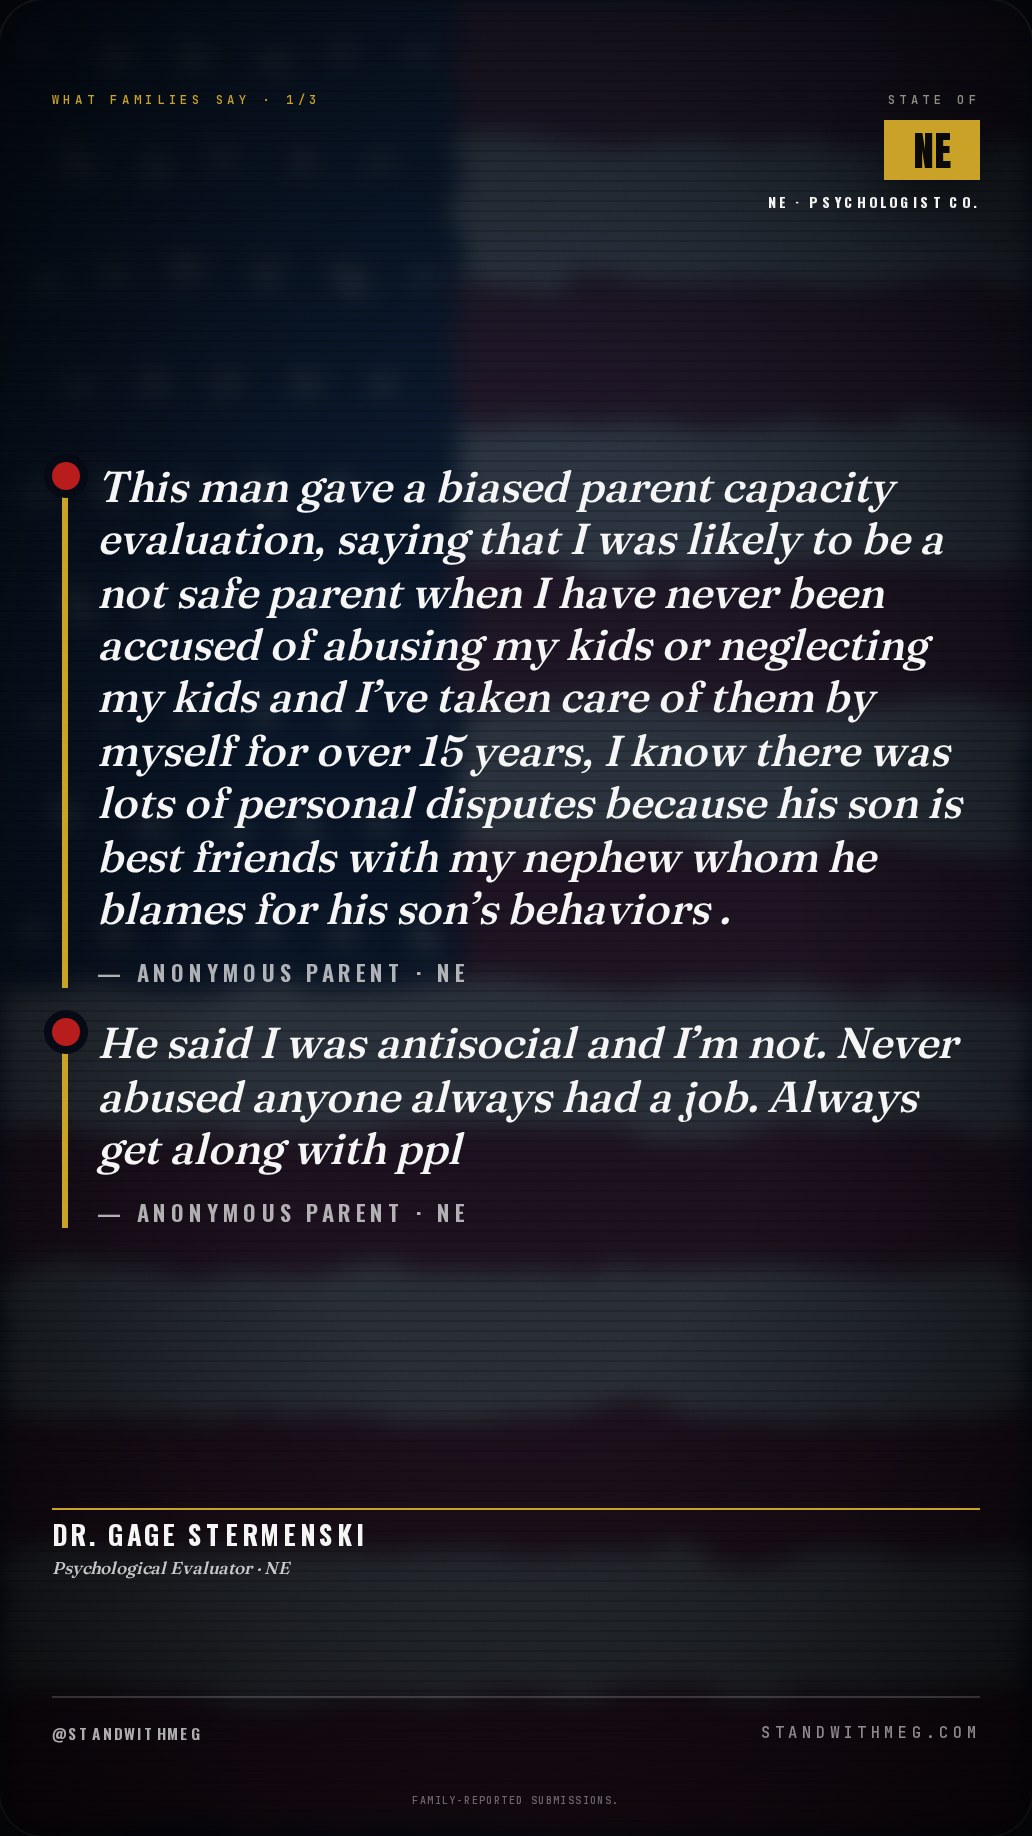 WHAT FAMILIES SAY · 1/3
STATE OF
NE
NE · PSYCHOLOGIST CO.
This man gave a biased parent capacity
evaluation, saying that I was likely to be a
not safe parent when I have never been
accused of abusing my kids or neglecting
my kids and I’ve taken care of them by
myself for over 15 years, I know there was
lots of personal disputes because his son is
best friends with my nephew whom he
blames for his son’s behaviors .
— ANONYMOUS PARENT · NE
He said I was antisocial and I’m not. Never
abused anyone always had a job. Always
get along with ppl
— ANONYMOUS PARENT · NE
DR. GAGE STERMENSKI
Psychological Evaluator · NE
@STANDWITHMEG
STANDWITHMEG.COM
FAMILY-REPORTED SUBMISSIONS.